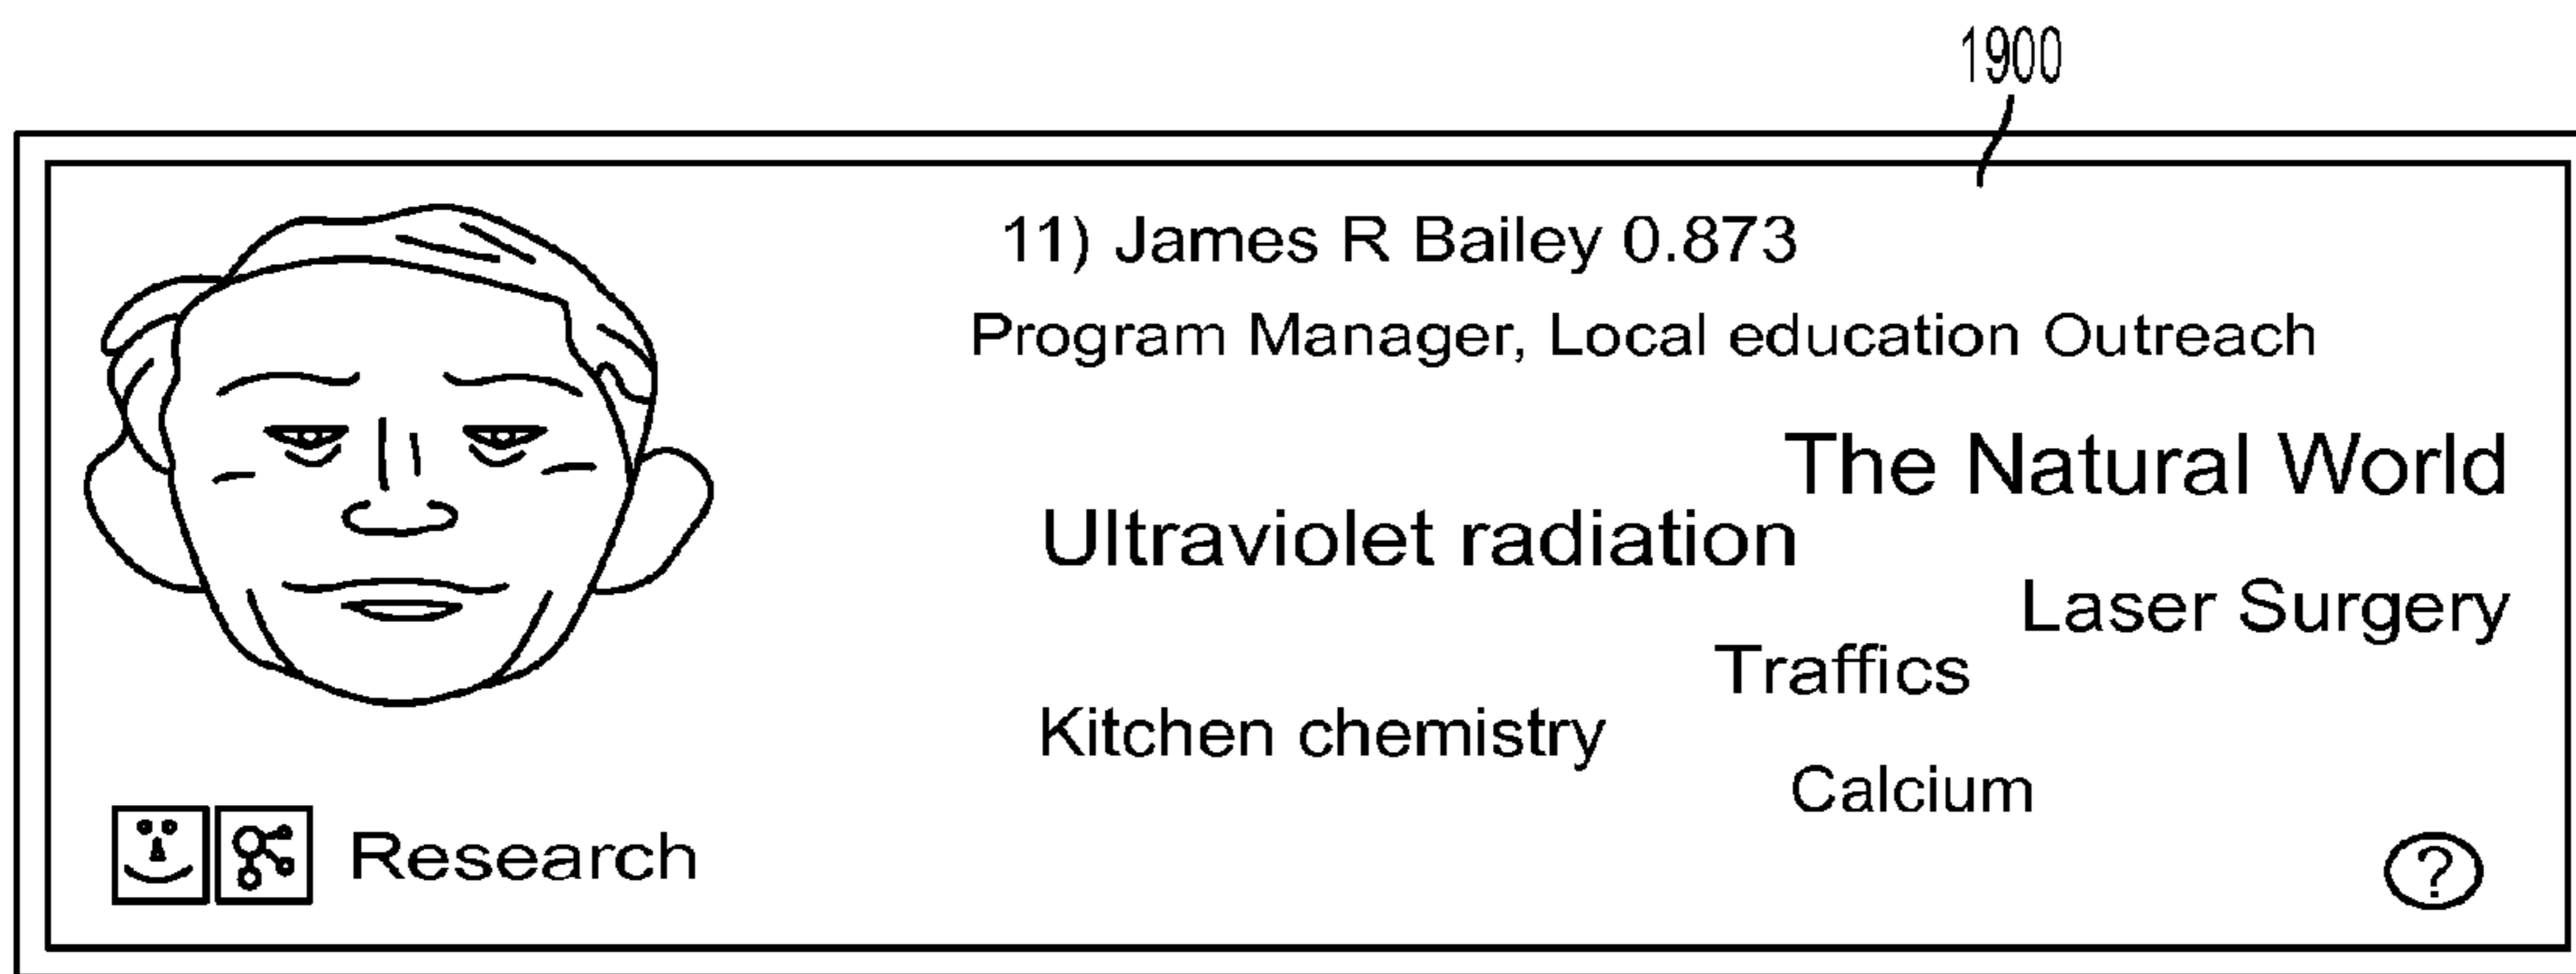 1900
11) James R Bailey 0.873
Program Manager, Local education Outreach
The Natural World
Ultraviolet radiation
Laser Surgery
Traffics
Kitchen chemistry
Calcium
Research
?